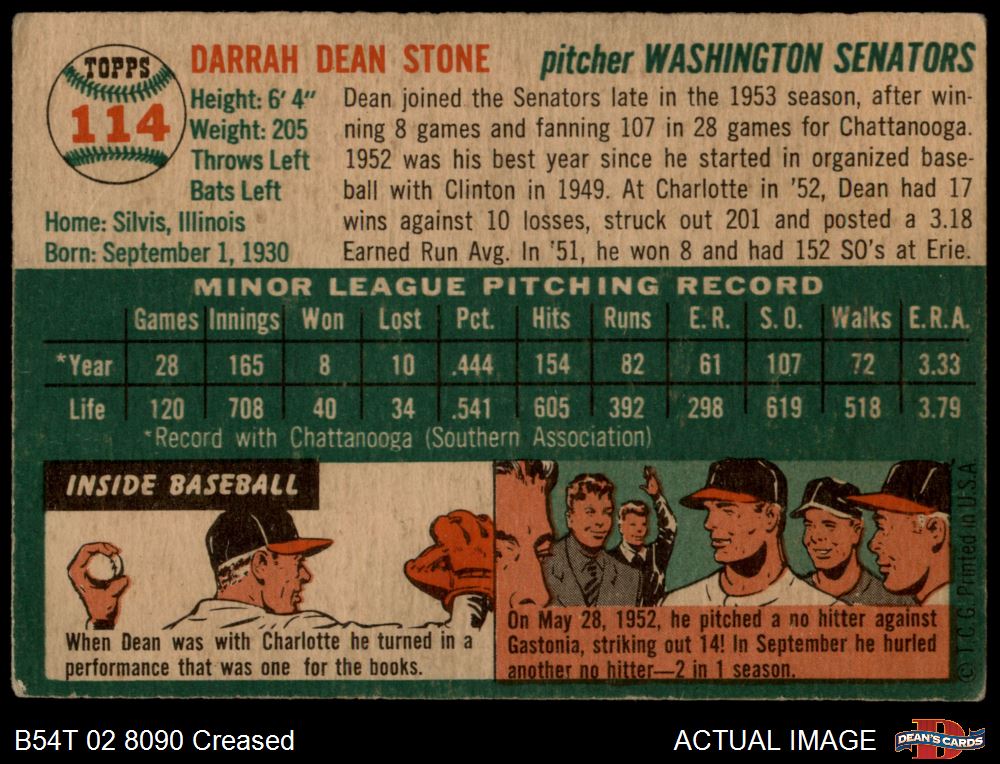 TOPPS
114
DARRAH DEAN STONE
pitcher WASHINGTON SENATORS
Height: 6' 4"
Weight: 205
Throws Left
Bats Left
Home: Silvis, Illinois
Born: September 1, 1930
Dean joined the Senators late in the 1953 season, after win-
ning 8 games and fanning 107 in 28 games for Chattanooga.
1952 was his best year since he started in organized base-
ball with Clinton in 1949. At Charlotte in '52, Dean had 17
wins against 10 losses, struck out 201 and posted a 3.18
Earned Run Avg. In '51, he won 8 and had 152 SO's at Erie.
MINOR LEAGUE PITCHING RECORD
Games Innings Won Lost Pct. Hits Runs E.R. S.O. Walks E.R.A.
*Year 28 165 8 10 .444 154 82 61 107 72 3.33
Life 120 708 40 34 .541 605 392 298 619 518 3.79
*Record with Chattanooga (Southern Association)
INSIDE BASEBALL
When Dean was with Charlotte he turned in a
performance that was one for the books.
On May 28, 1952, he pitched a no hitter against
Gastonia, striking out 14! In September he hurled
another no hitter—2 in 1 season.
© T.C.G. Printed in U.S.A.
B54T 02 8090 Creased
ACTUAL IMAGE
DEAN'S CARDS